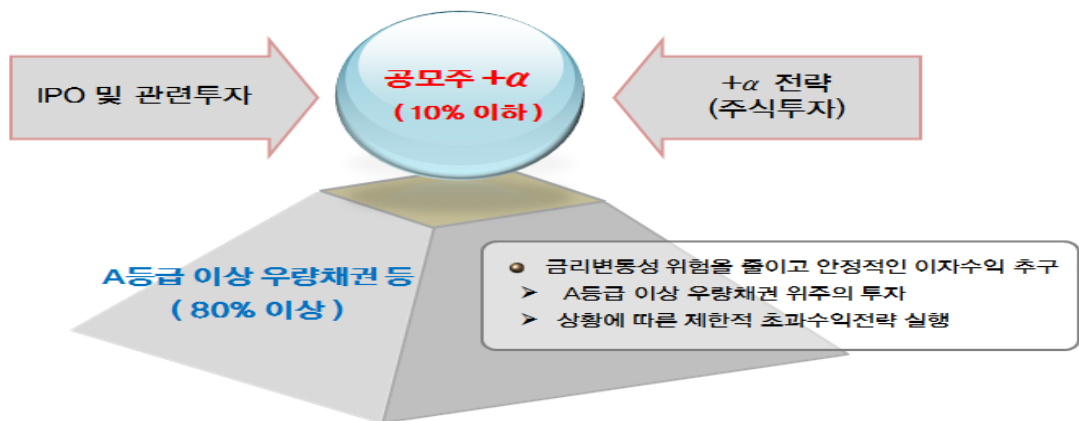 공모주 +α
( 10% 이하 )
IPO 및 관련투자
+α 전략
(주식투자)
A등급 이상 우량채권 등
( 80% 이상 )
금리변동성 위험을 줄이고 안정적인 이자수익 추구
A등급 이상 우량채권 위주의 투자
상황에 따른 제한적 초과수익전략 실행